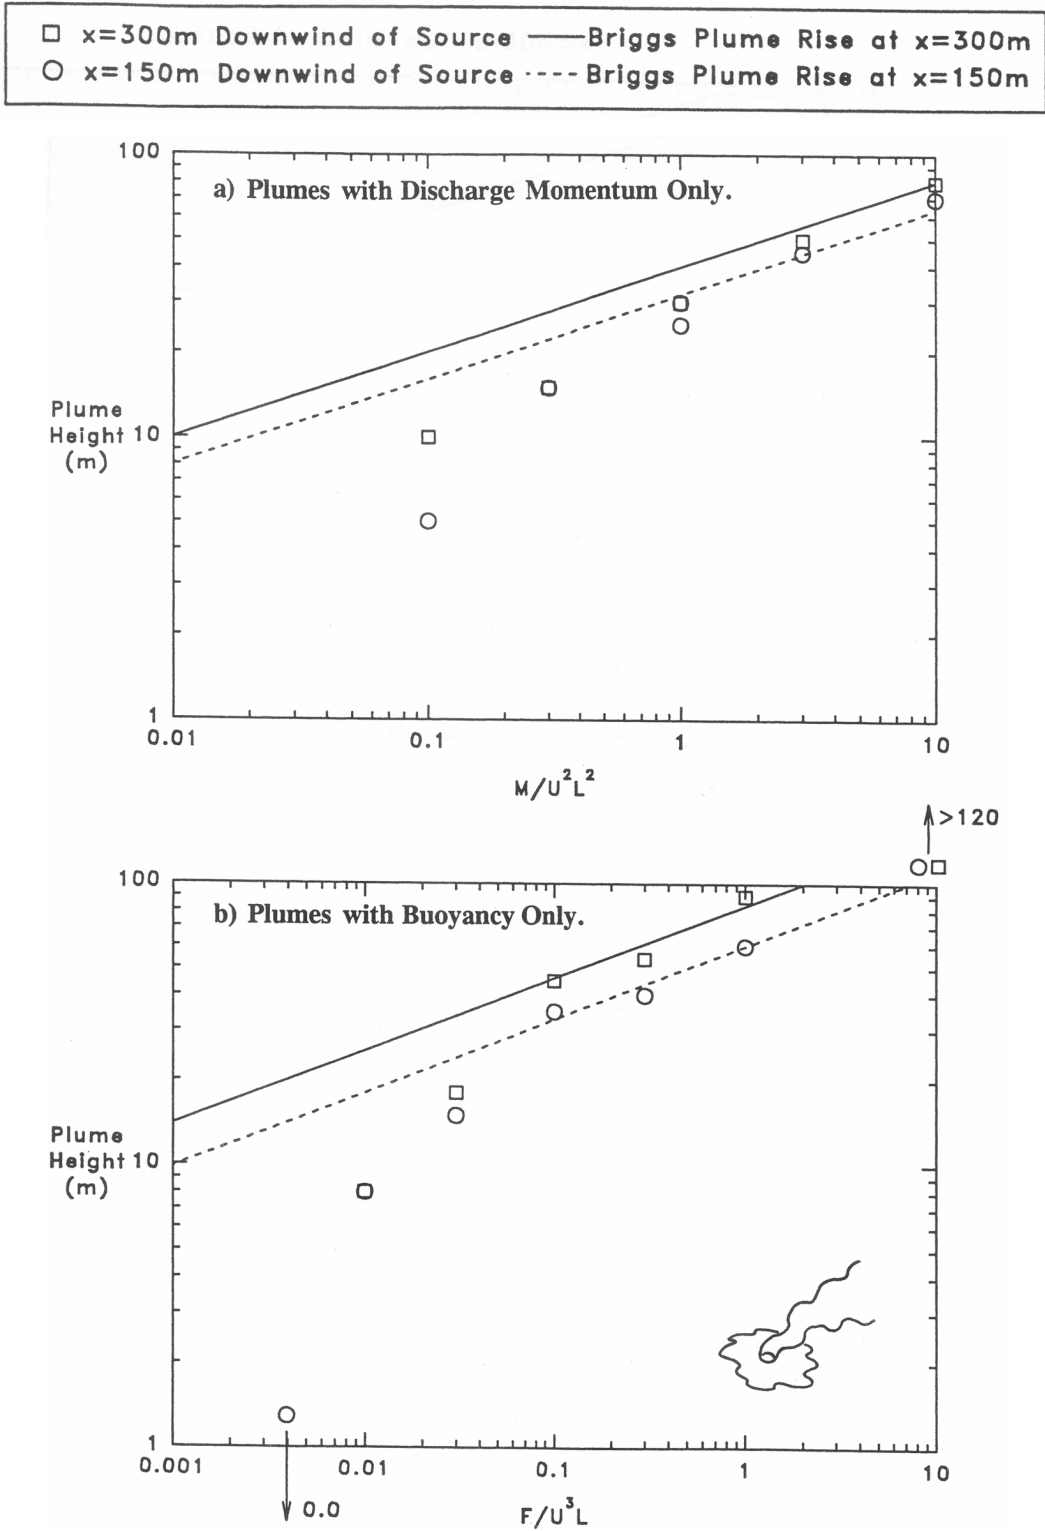 □ x=300m Downwind of Source ——Briggs Plume Rise at x=300m
○ x=150m Downwind of Source ----Briggs Plume Rise at x=150m
100
a) Plumes with Discharge Momentum Only.
Plume
Height 10
(m)
1
0.01 0.1 1 10
M/U²L²
>120
100
b) Plumes with Buoyancy Only.
Plume
Height 10
(m)
1
0.001 0.01 0.1 1 10
0.0
F/U³L